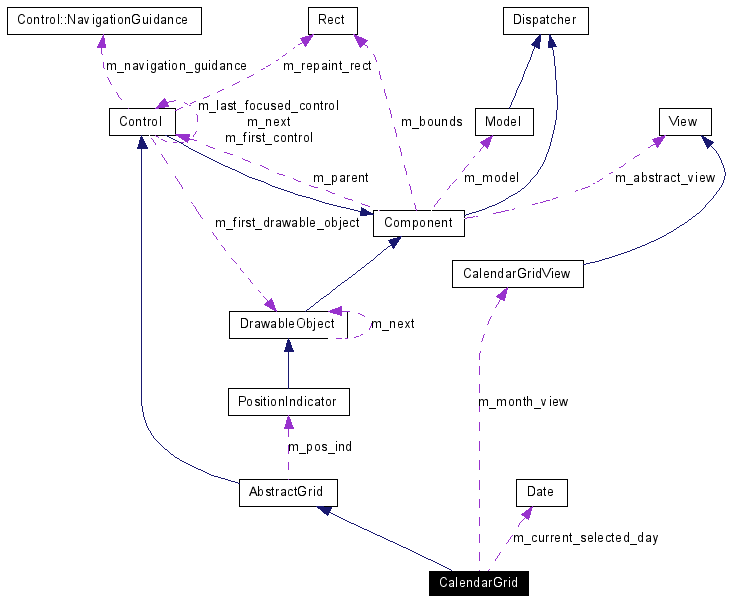 Control::NavigationGuidance
Rect
Dispatcher
m_navigation_guidance
m_repaint_rect
m_last_focused_control
m_next
m_first_control
Control
m_bounds
Model
View
m_parent
m_model
m_abstract_view
m_first_drawable_object
Component
CalendarGridView
DrawableObject
m_next
PositionIndicator
m_month_view
m_pos_ind
AbstractGrid
Date
m_current_selected_day
CalendarGrid